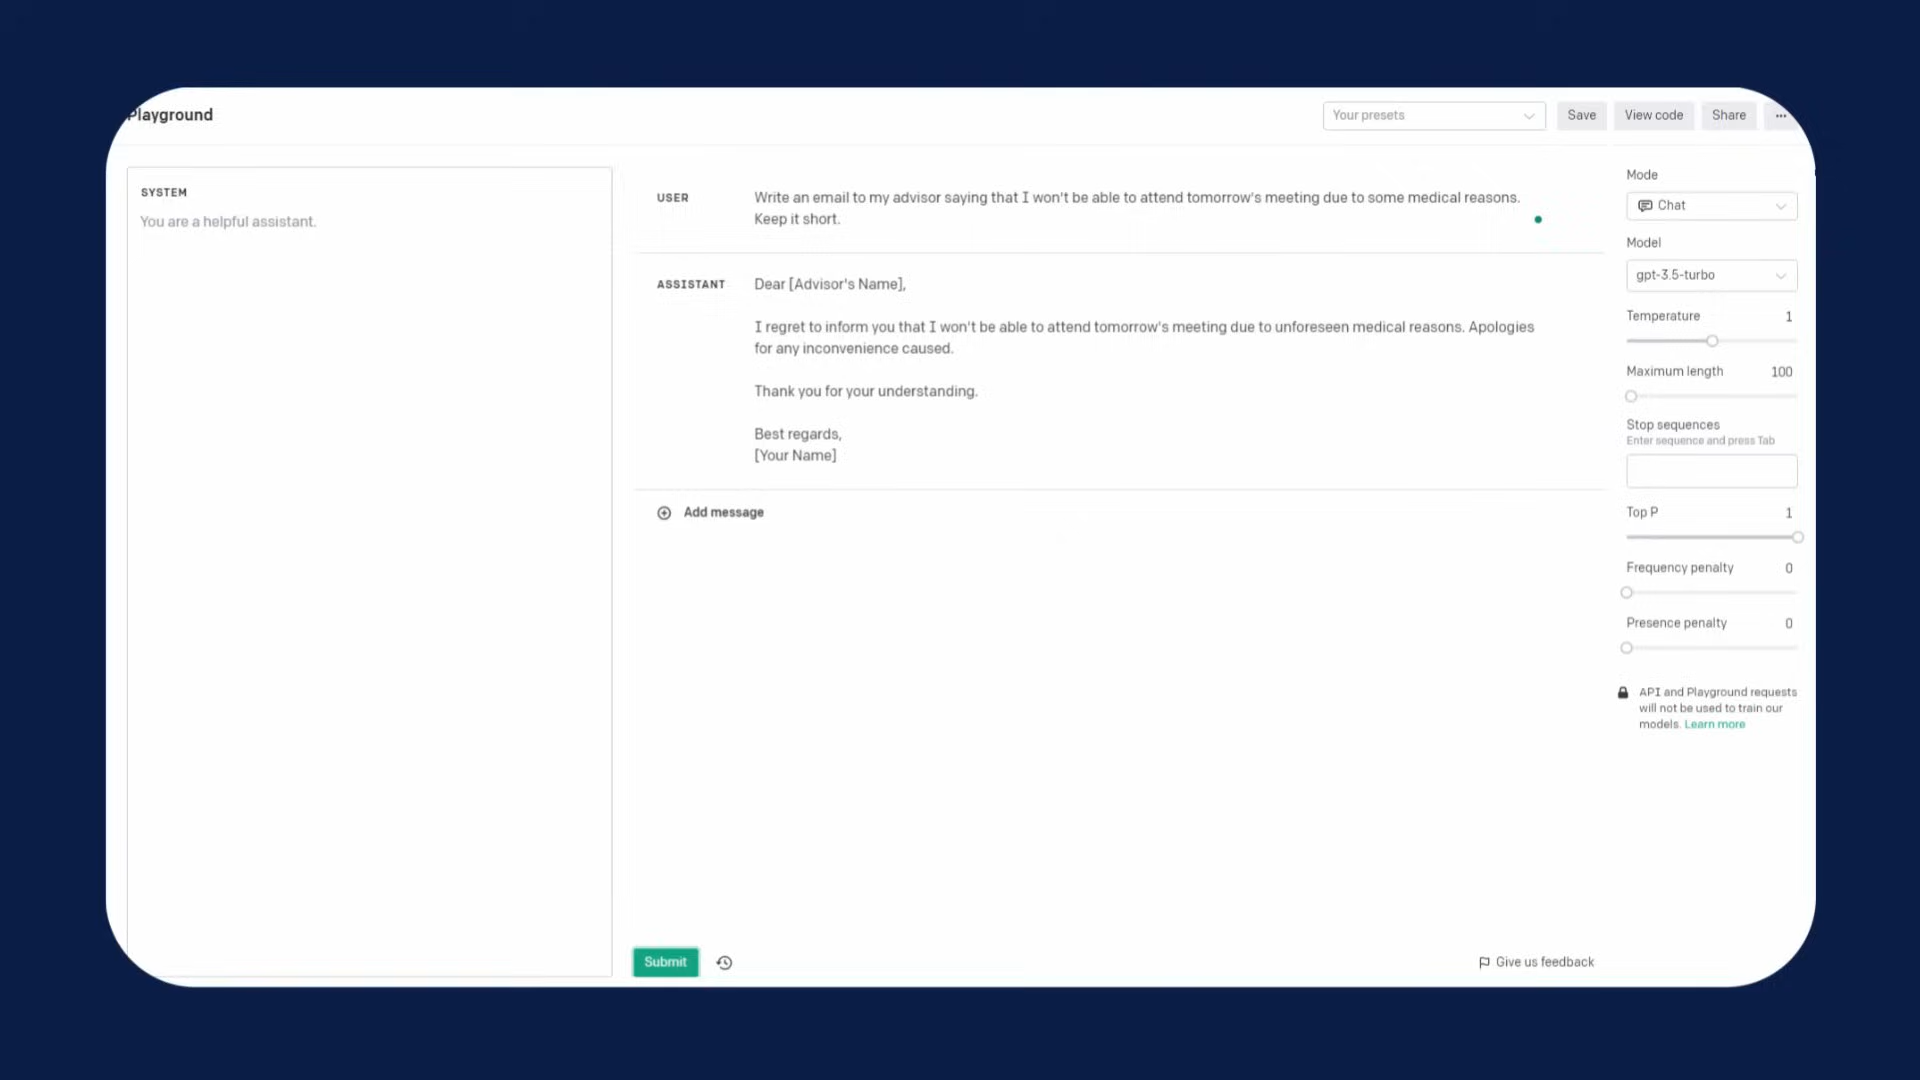 Playground
Your presets
Save
View code
Share
SYSTEM
You are a helpful assistant.
USER
Write an email to my advisor saying that I won't be able to attend tomorrow's meeting due to some medical reasons.
Keep it short.
ASSISTANT
Dear [Advisor's Name],
I regret to inform you that I won't be able to attend tomorrow's meeting due to unforeseen medical reasons. Apologies
for any inconvenience caused.
Thank you for your understanding.
Best regards,
[Your Name]
Add message
Submit
Give us feedback
Mode
Chat
Model
gpt-3.5-turbo
Temperature 1
Maximum length 100
Stop sequences
Enter sequence and press Tab
Top P 1
Frequency penalty 0
Presence penalty 0
API and Playground requests
will not be used to train our
models. Learn more